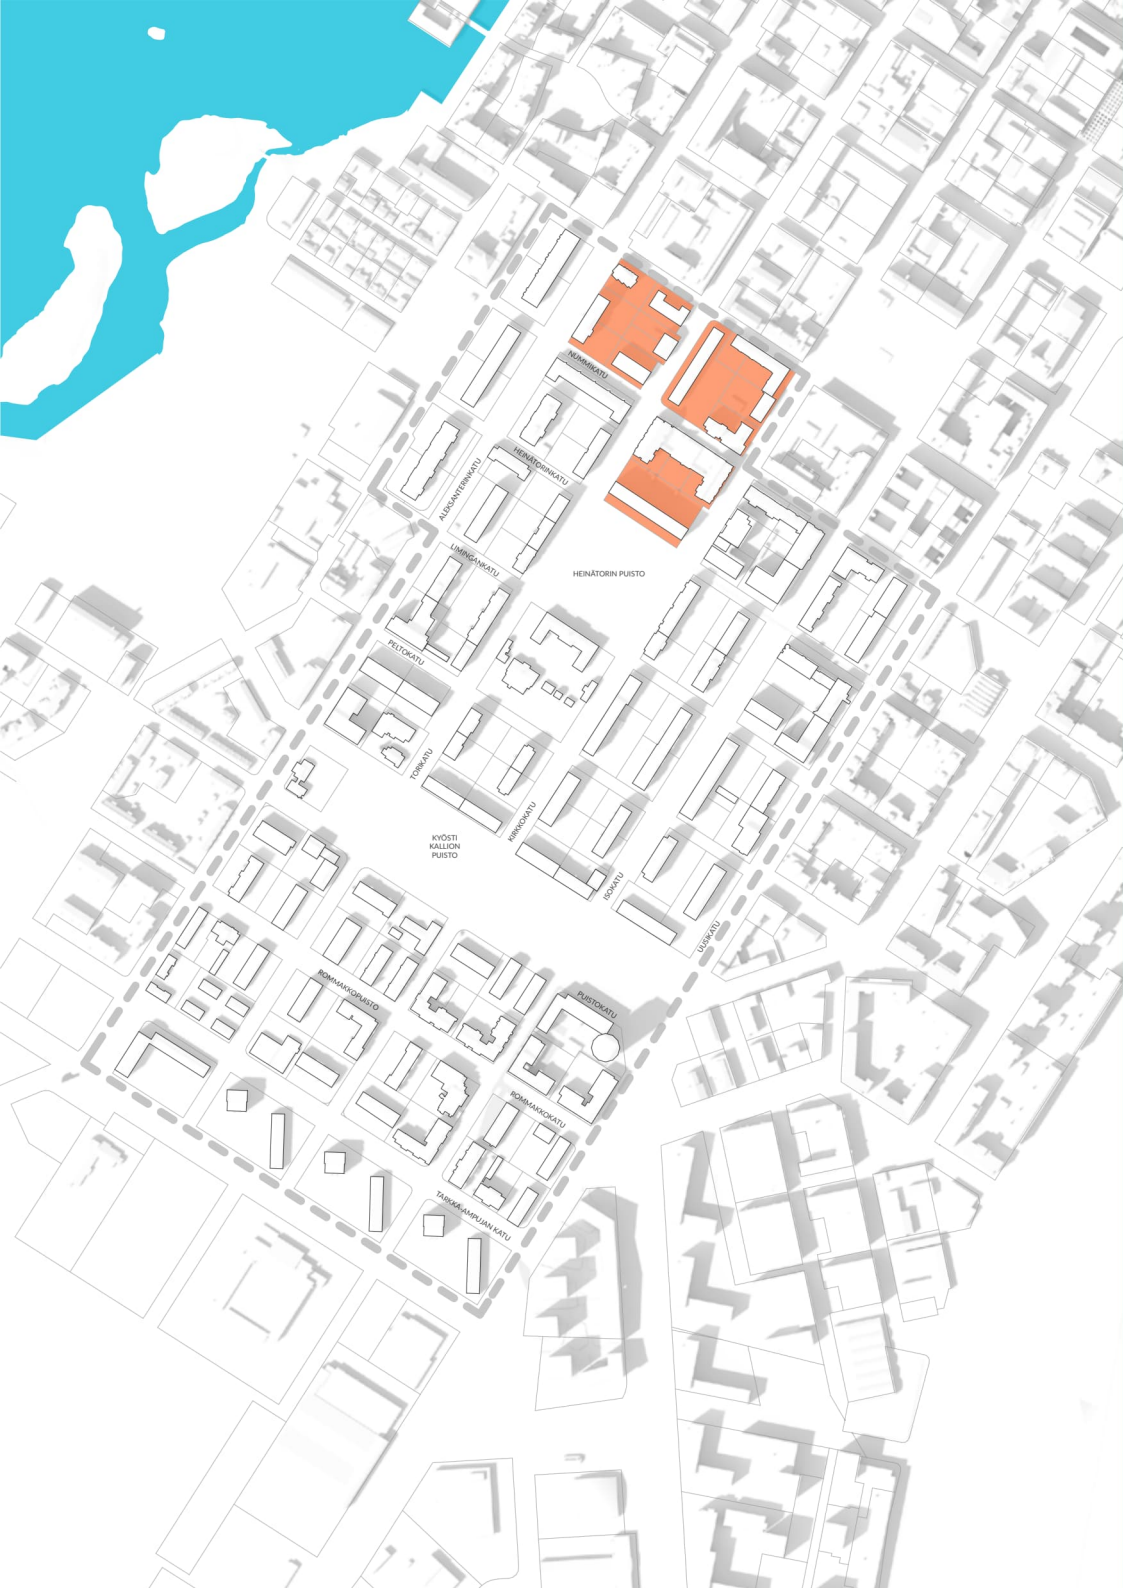 NUMMIKATU
HEINÄTORINKATU
ALEKSANTERINKATU
LIMINGANKATU
HEINÄTORIN PUISTO
PELTOKATU
TORIKATU
KIRKKOKATU
KYÖSTI
KALLION
PUISTO
ISOKATU
UUSIKATU
ROMMAKKOPUISTO
PUISTOKATU
ROMMAKKOKATU
TARKKA-AMPUJAN KATU